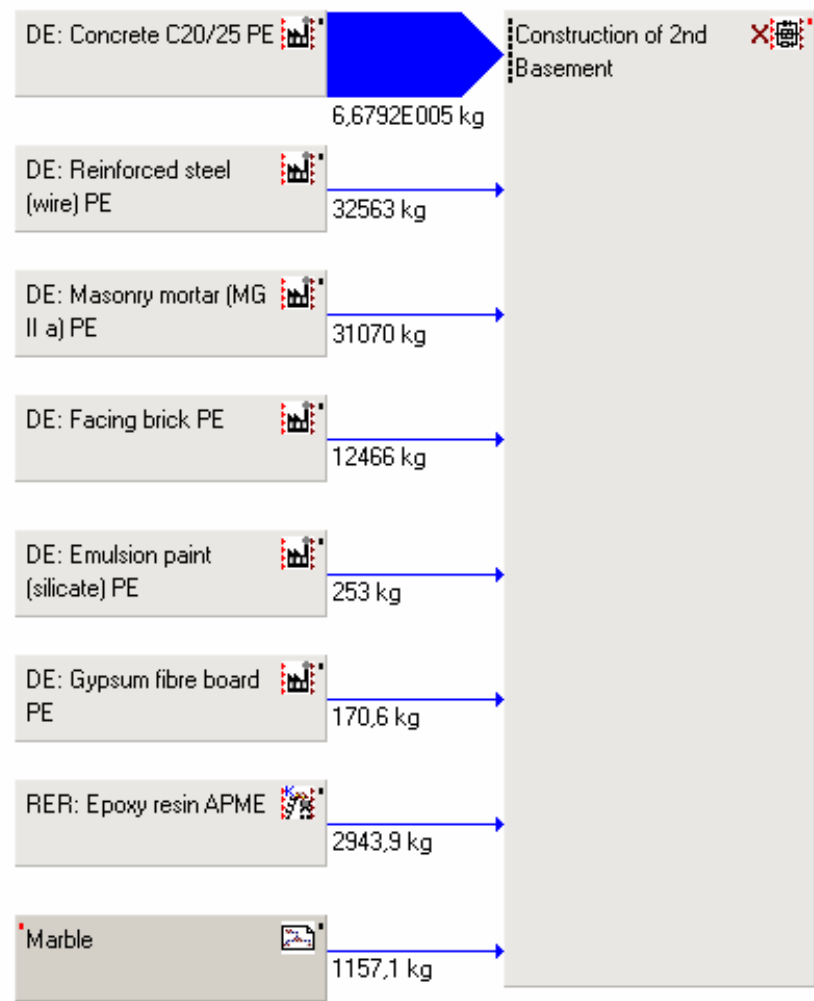 DE: Concrete C20/25 PE
6,6792E005 kg
Construction of 2nd
Basement
DE: Reinforced steel
(wire) PE
32563 kg
DE: Masonry mortar (MG
II a) PE
31070 kg
DE: Facing brick PE
12466 kg
DE: Emulsion paint
(silicate) PE
253 kg
DE: Gypsum fibre board
PE
170,6 kg
RER: Epoxy resin APME
2943,9 kg
Marble
1157,1 kg